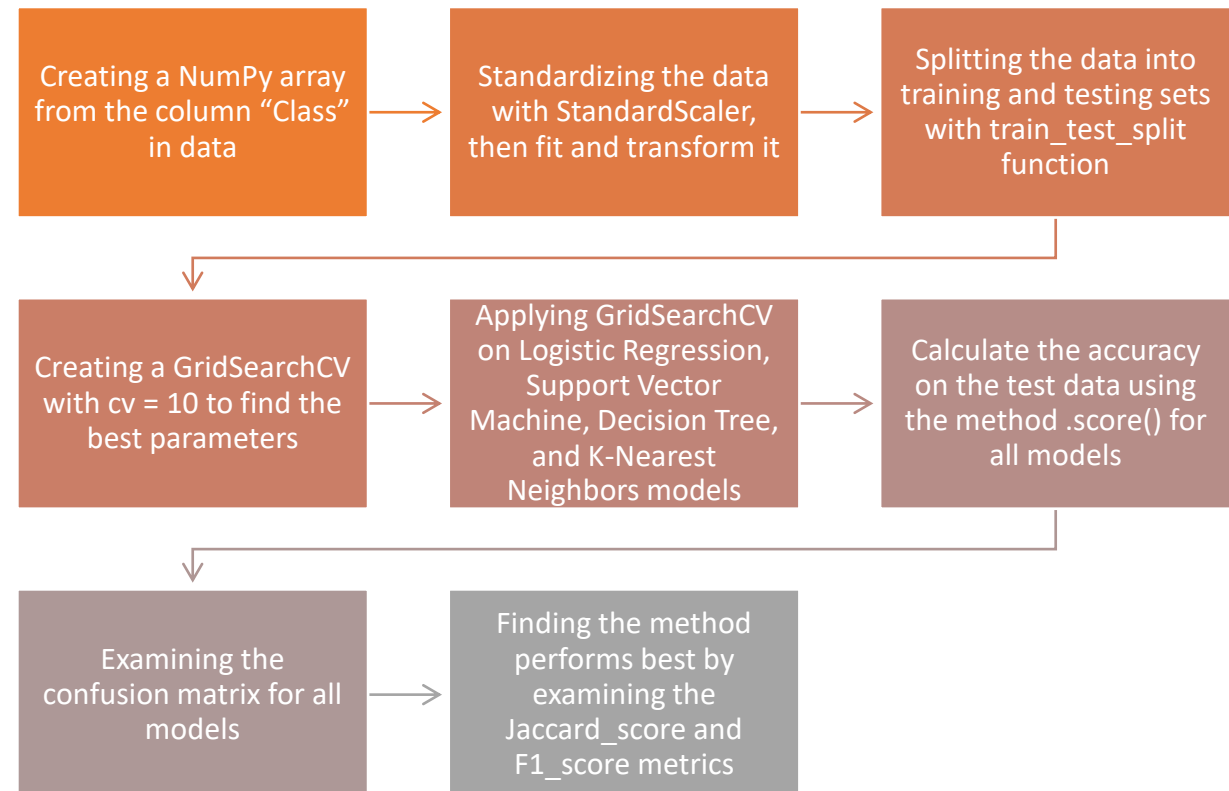 Creating a NumPy array
from the column “Class”
in data
Standardizing the data
with StandardScaler,
then fit and transform it
Splitting the data into
training and testing sets
with train_test_split
function
Creating a GridSearchCV
with cv = 10 to find the
best parameters
Applying GridSearchCV
on Logistic Regression,
Support Vector
Machine, Decision Tree,
and K-Nearest
Neighbors models
Calculate the accuracy
on the test data using
the method .score() for
all models
Examining the
confusion matrix for all
models
Finding the method
performs best by
examining the
Jaccard_score and
F1_score metrics